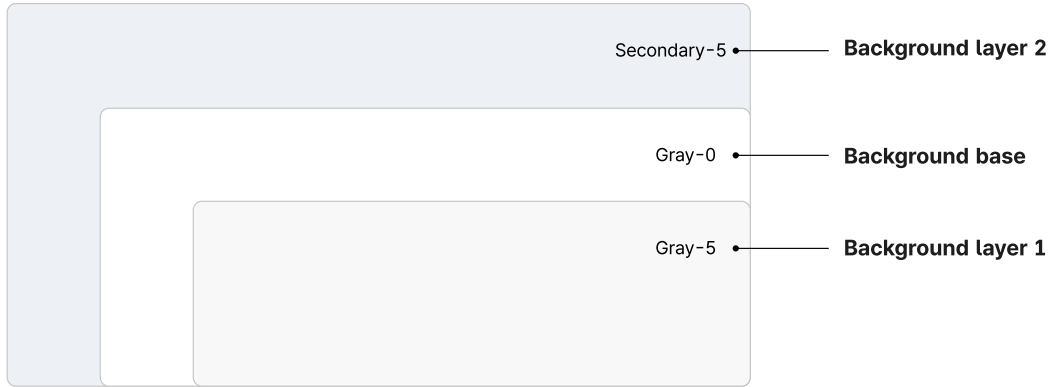 Secondary-5 Background layer 2
Gray-0 Background base
Gray-5 Background layer 1